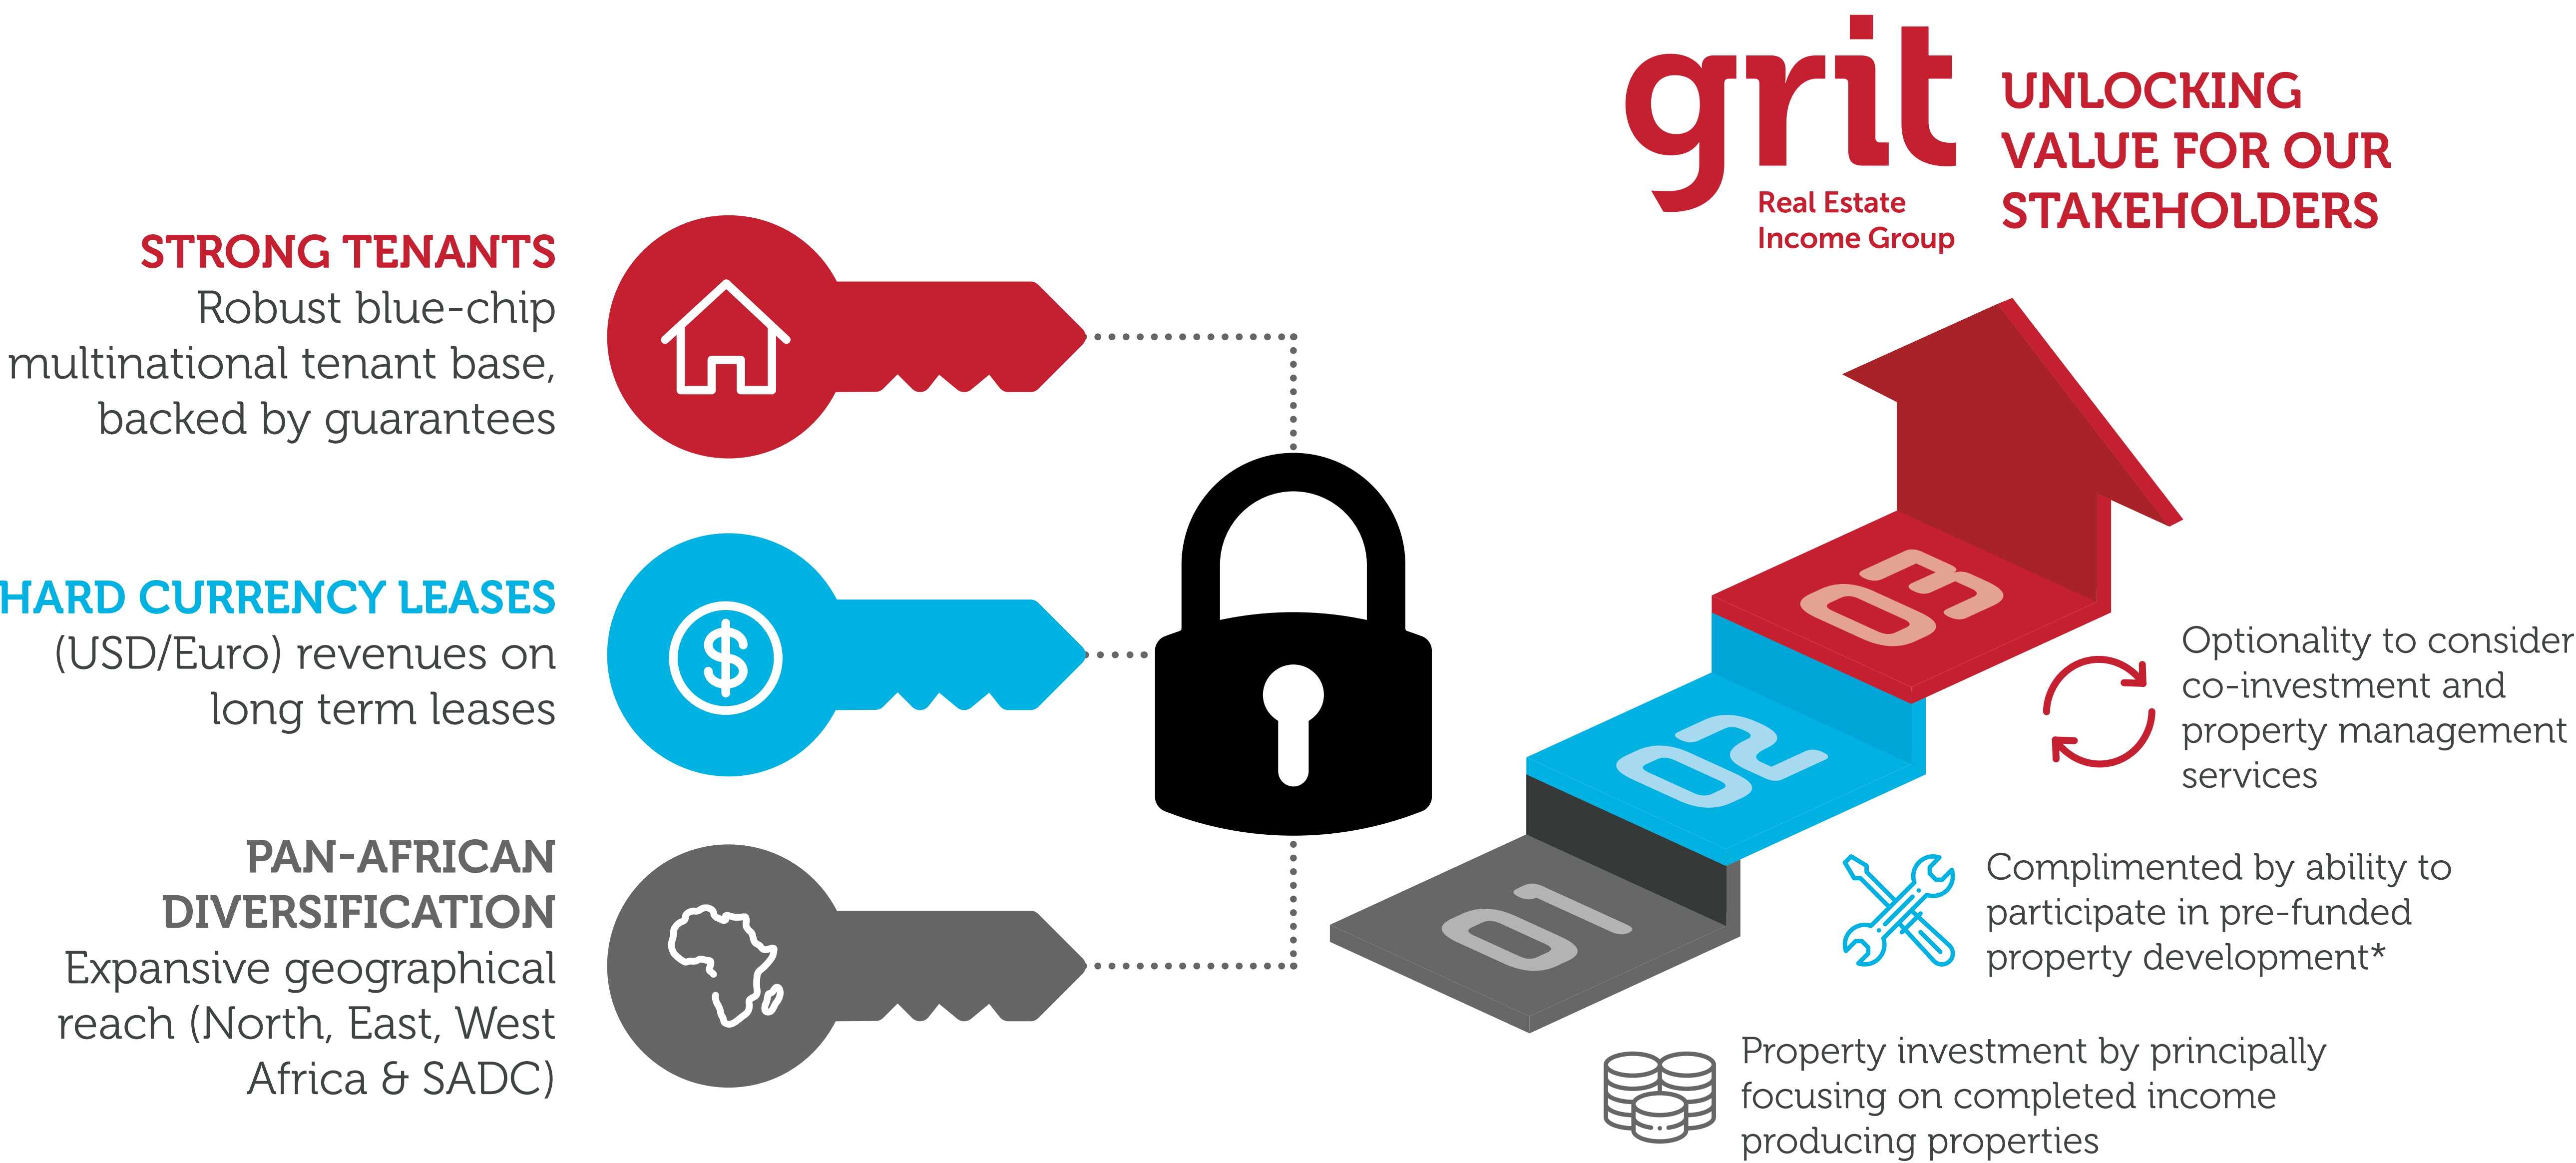 grit
Real Estate
Income Group
UNLOCKING
VALUE FOR OUR
STAKEHOLDERS
STRONG TENANTS
Robust blue-chip
multinational tenant base,
backed by guarantees
HARD CURRENCY LEASES
(USD/Euro) revenues on
long term leases
$
PAN-AFRICAN
DIVERSIFICATION
Expansive geographical
reach (North, East, West
Africa & SADC)
03
Optionality to consider
co-investment and
property management
services
02
Complimented by ability to
participate in pre-funded
property development*
01
Property investment by principally
focusing on completed income
producing properties